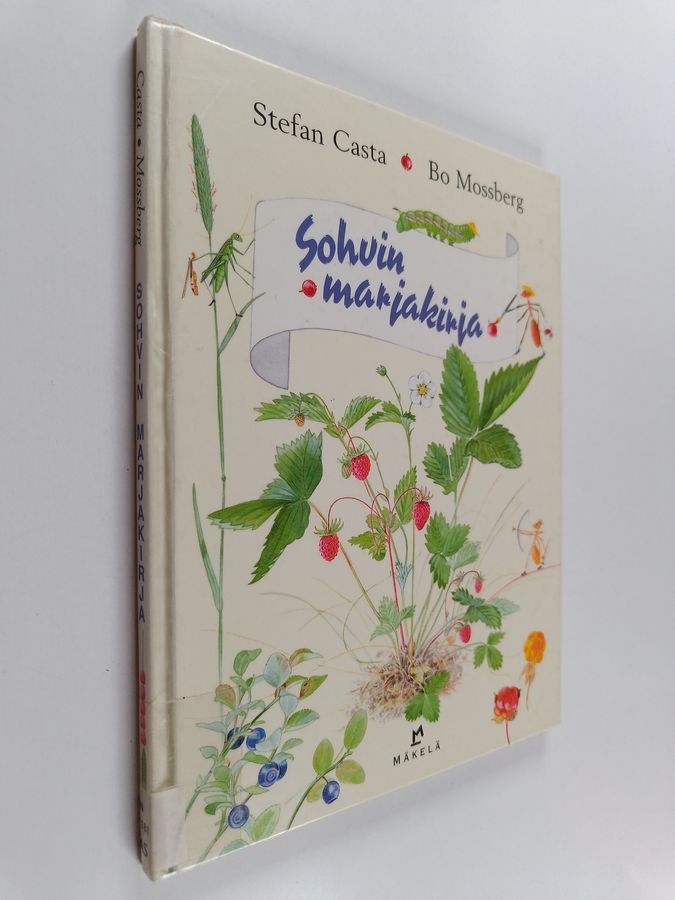 Stefan Casta • Bo Mossberg
Sohvin
marjakirja
MÄKELÄ
Casta • Mossberg SOHVIN MARJAKIRJA